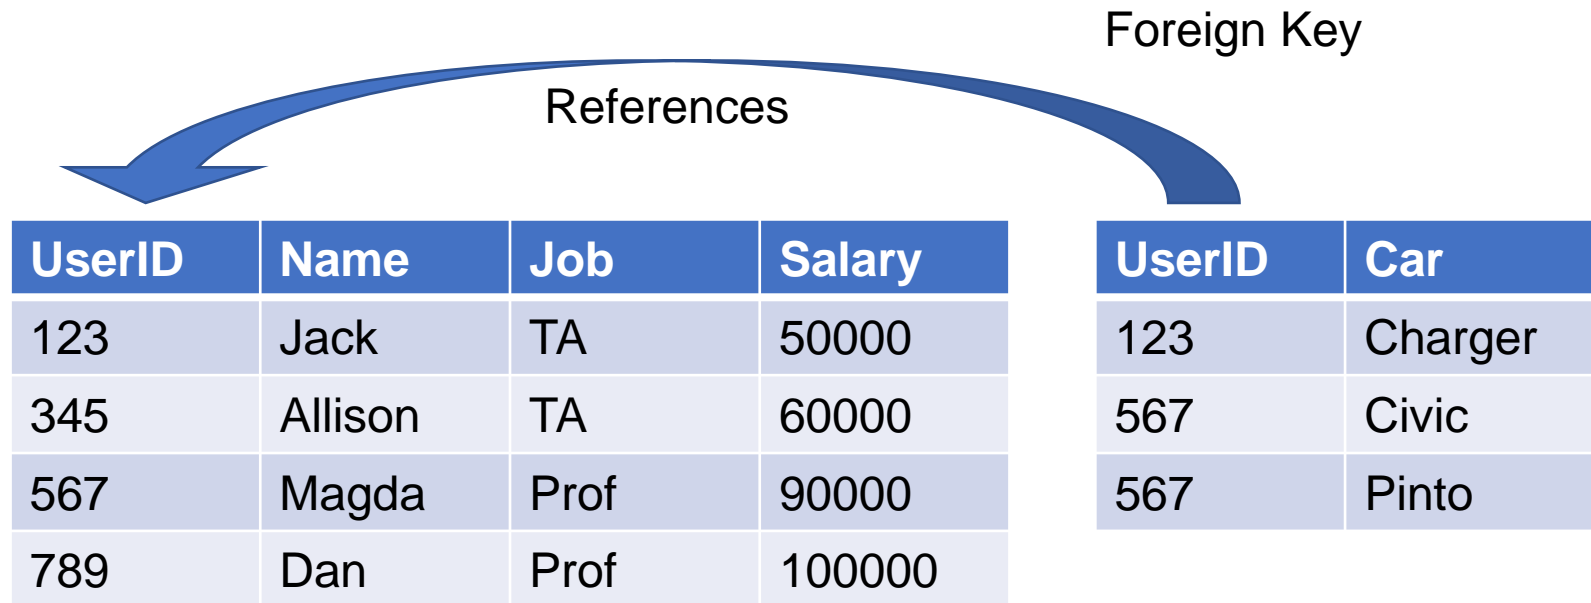 Foreign Key
References
UserID Name Job Salary
123 Jack TA 50000
345 Allison TA 60000
567 Magda Prof 90000
789 Dan Prof 100000
UserID Car
123 Charger
567 Civic
567 Pinto